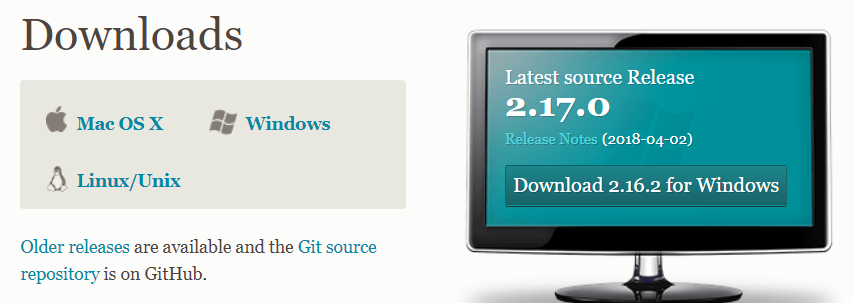 Downloads
Mac OS X
Windows
Linux/Unix
Older releases are available and the Git source
repository is on GitHub.
Latest source Release
2.17.0
Release Notes (2018-04-02)
Download 2.16.2 for Windows